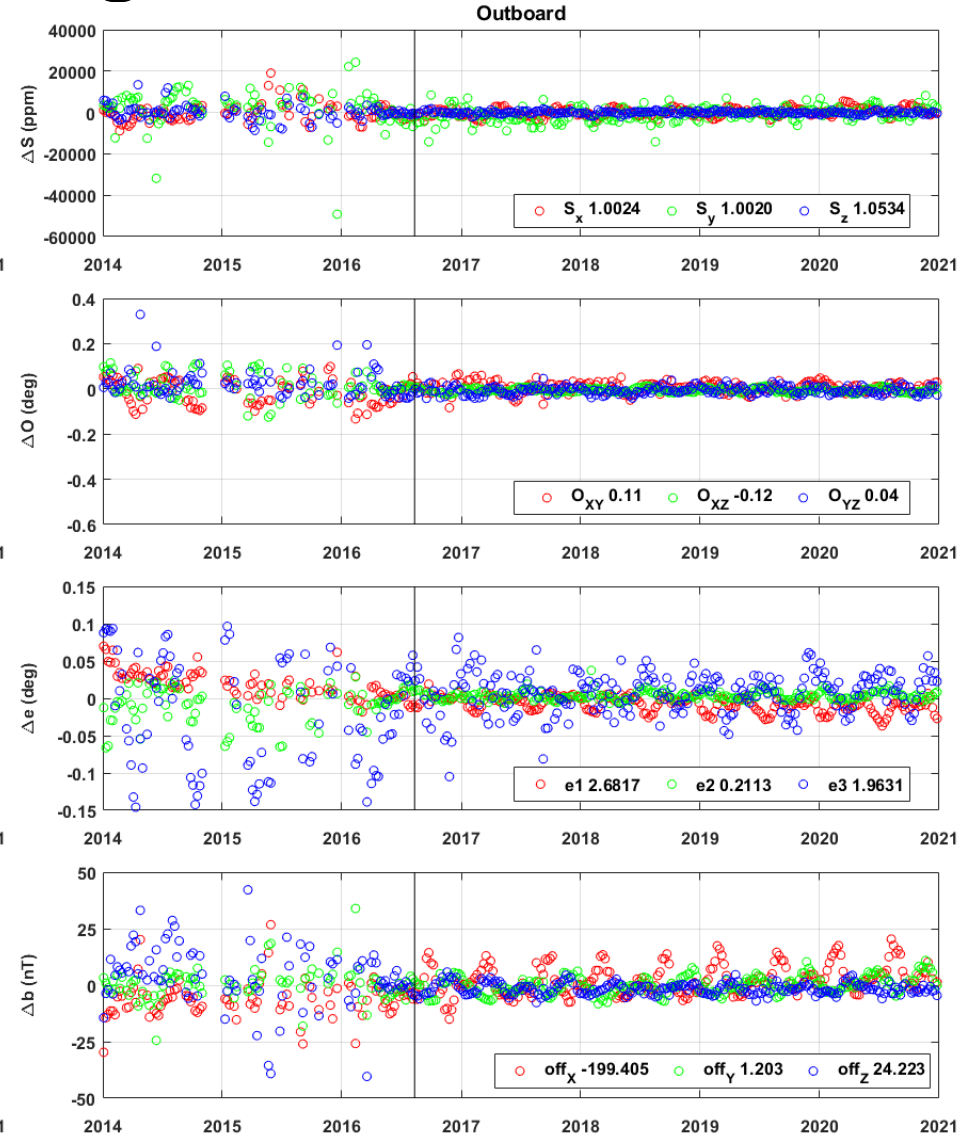 Outboard
40000
20000
0
-20000
-40000
-60000
△S (ppm)
S_x 1.0024 S_y 1.0020 S_z 1.0534
1 2014 2015 2016 2017 2018 2019 2020 2021
0.4
0.2
0
-0.2
-0.4
-0.6
△O (deg)
O_XY 0.11 O_XZ -0.12 O_YZ 0.04
1 2014 2015 2016 2017 2018 2019 2020 2021
0.15
0.1
0.05
0
-0.05
-0.1
-0.15
△e (deg)
e1 2.6817 e2 0.2113 e3 1.9631
1 2014 2015 2016 2017 2018 2019 2020 2021
50
25
0
-25
-50
△b (nT)
off_X -199.405 off_Y 1.203 off_Z 24.223
1 2014 2015 2016 2017 2018 2019 2020 2021